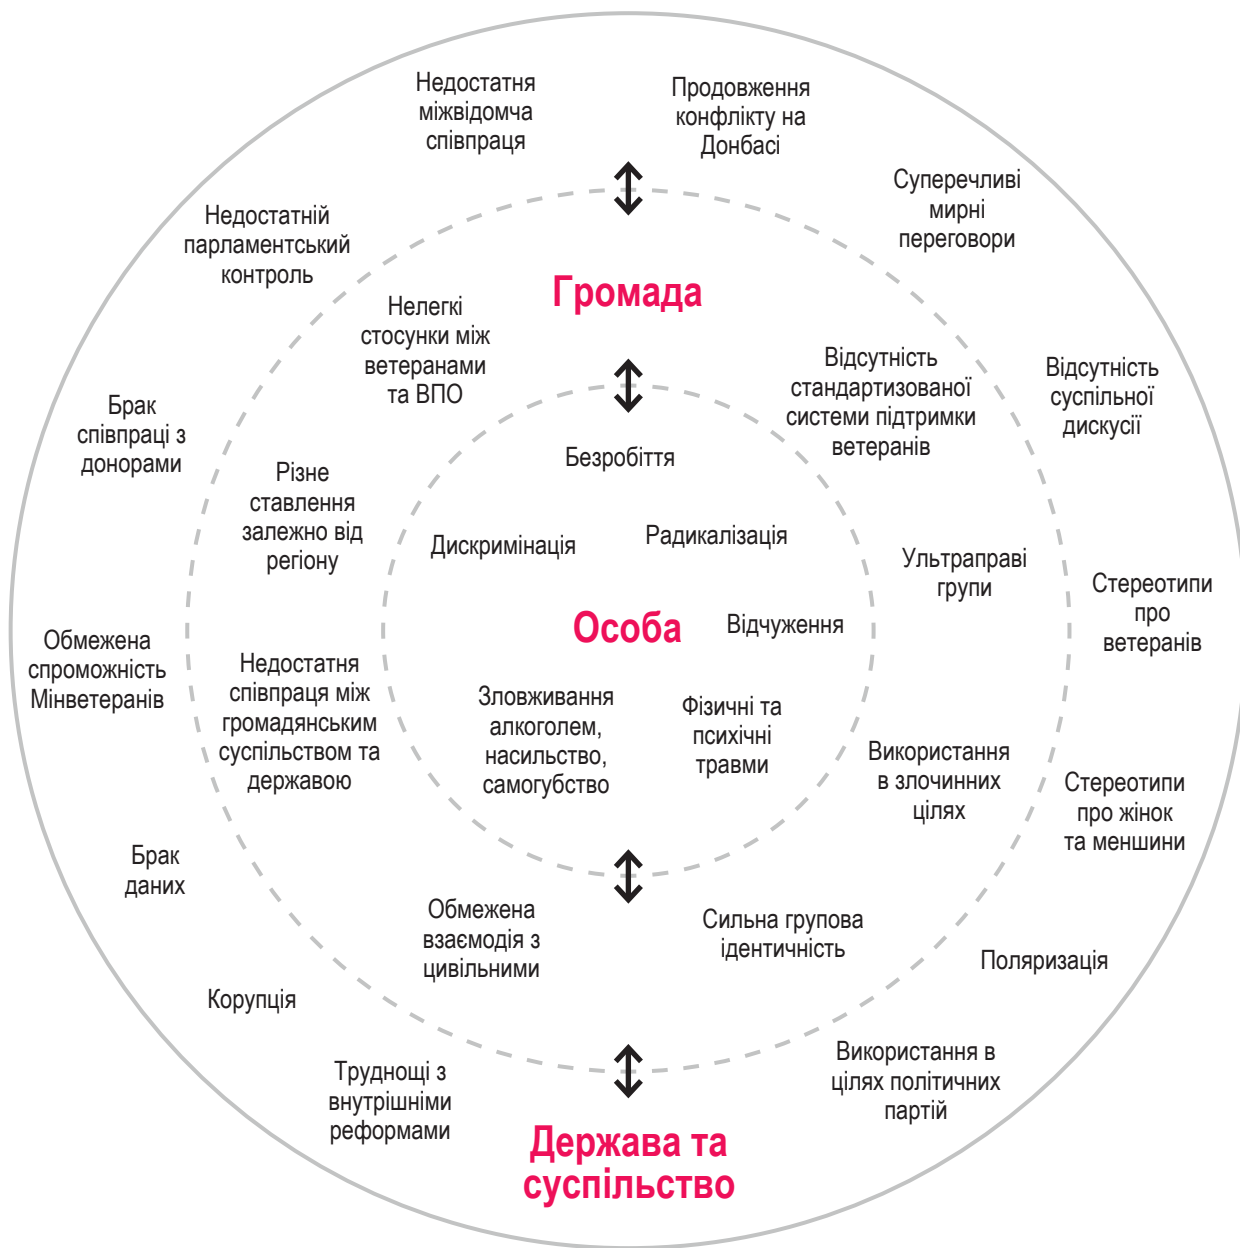 Недостатня
міжвідомча
співпраця
Продовження
конфлікту на
Донбасі
Суперечливі
мирні
переговори
Недостатній
парламентський
контроль
Громада
Нелегкі
стосунки між
ветеранами
та ВПО
Відсутність
стандартизованої
системи підтримки
ветеранів
Відсутність
суспільної
дискусії
Брак
співпраці з
донорами
Безробіття
Різне
ставлення
залежно від
регіону
Дискримінація
Радикалізація
Ультраправі
групи
Стереотипи
про
ветеранів
Особа
Відчуження
Обмежена
спроможність
Мінветеранів
Недостатня
співпраця між
громадянським
суспільством та
державою
Зловживання
алкоголем,
насильство,
самогубство
Фізичні та
психічні
травми
Використання
в злочинних
цілях
Стереотипи
про жінок
та меншини
Брак
даних
Обмежена
взаємодія з
цивільними
Сильна групова
ідентичність
Поляризація
Корупція
Труднощі з
внутрішніми
реформами
Використання в
цілях політичних
партій
Держава та
суспільство